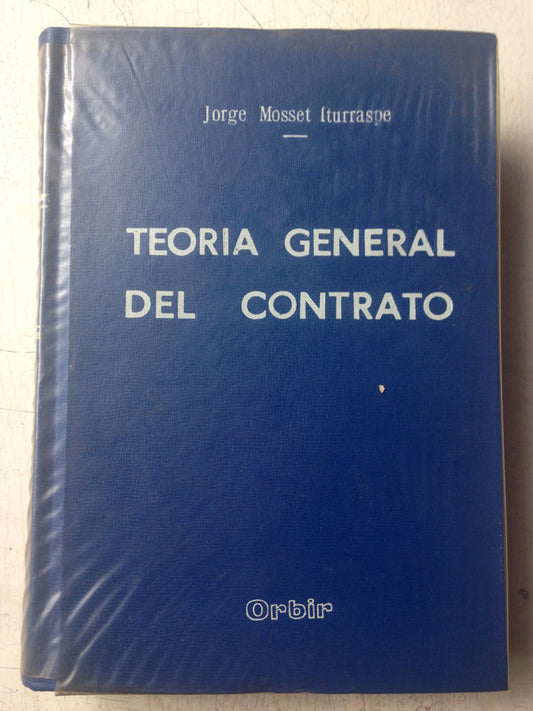 Jorge Mosset Iturraspe
TEORIA GENERAL
DEL CONTRATO
Orbir